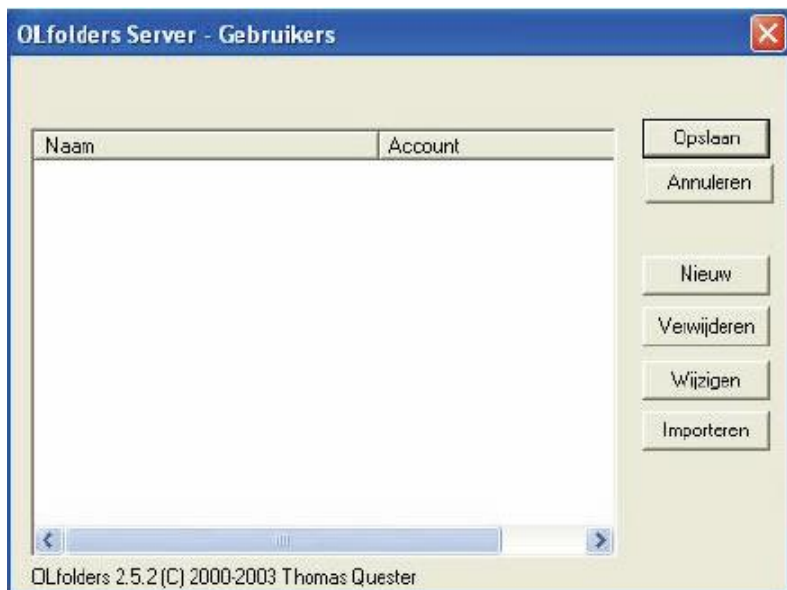 OLfolders Server - Gebruikers
Naam Account
Opslaan
Annuleren
Nieuw
Verwijderen
Wijzigen
Importeren
OLfolders 2.5.2 (C) 2000-2003 Thomas Quester